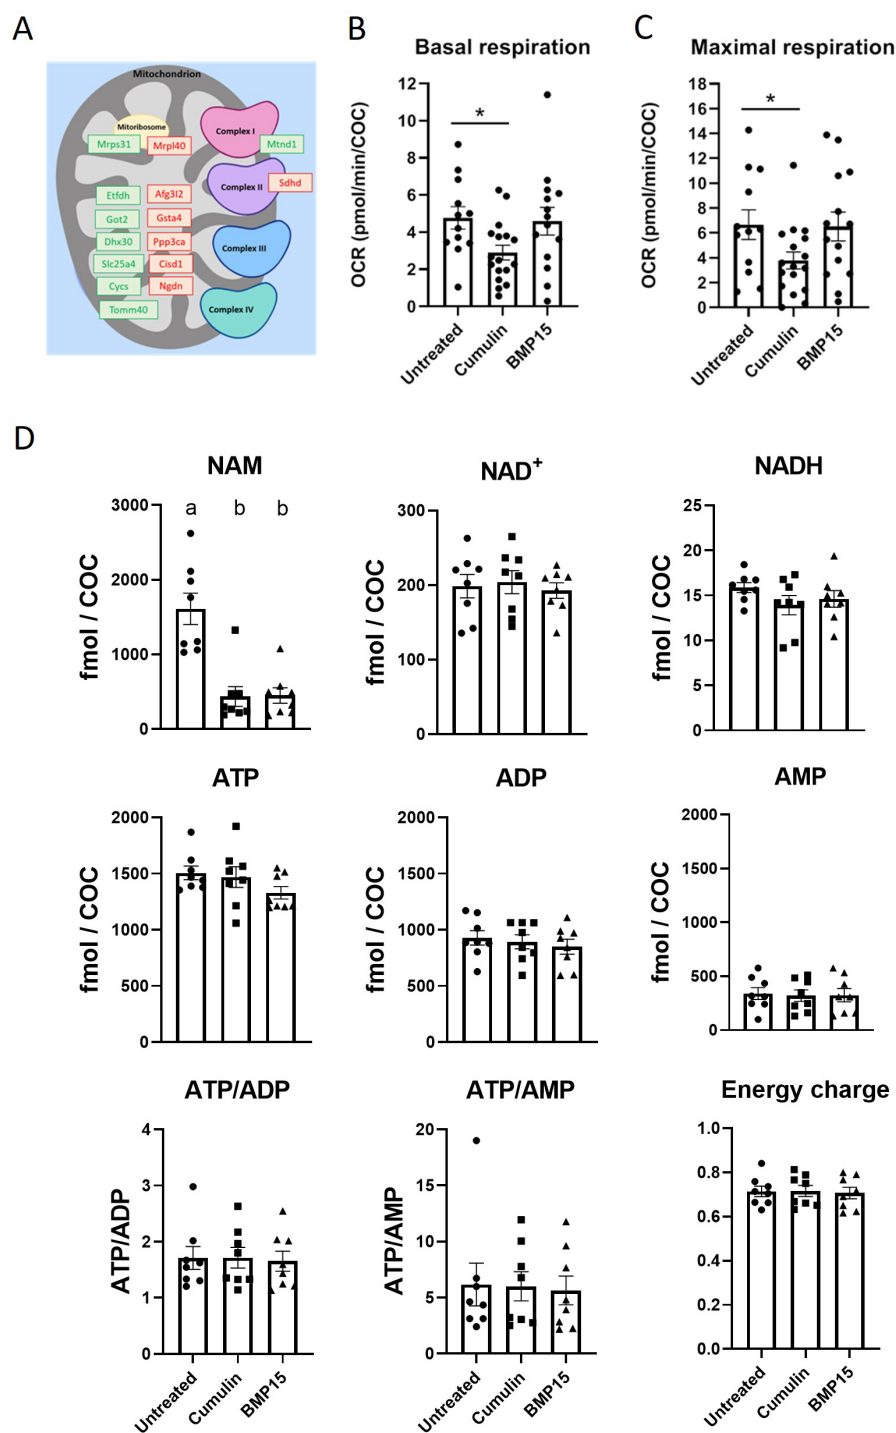 A
Mitochondrion
Mitoribosome
Mrps31
Mrpl40
Complex I
Mtnd1
Complex II
Sdhd
Etfdh
Afg3l2
Got2
Gsta4
Dhx30
Ppp3ca
Complex III
Slc25a4
Cisd1
Cycs
Ngdn
Tomm40
Complex IV
B
Basal respiration
OCR (pmol/min/COC)
12
10
8
6
4
2
0
*
Untreated
Cumulin
BMP15
C
Maximal respiration
OCR (pmol/min/COC)
18
16
14
12
10
8
6
4
2
0
*
Untreated
Cumulin
BMP15
D
NAM
fmol / COC
3000
2000
1000
0
a b b
NAD+
fmol / COC
300
200
100
0
NADH
fmol / COC
25
20
15
10
5
0
ATP
fmol / COC
2000
1500
1000
500
0
ADP
fmol / COC
2000
1500
1000
500
0
AMP
fmol / COC
2000
1500
1000
500
0
ATP/ADP
ATP/ADP
4
3
2
1
0
Untreated
Cumulin
BMP15
ATP/AMP
ATP/AMP
20
15
10
5
0
Untreated
Cumulin
BMP15
Energy charge
1.0
0.8
0.6
0.4
0.2
0.0
Untreated
Cumulin
BMP15